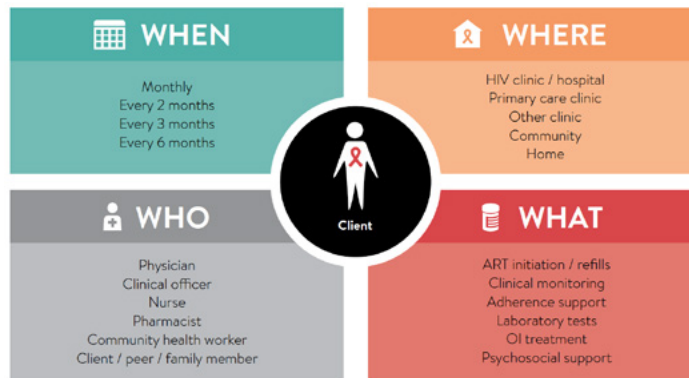 WHEN
Monthly
Every 2 months
Every 3 months
Every 6 months
WHERE
HIV clinic / hospital
Primary care clinic
Other clinic
Community
Home
Client
WHO
Physician
Clinical officer
Nurse
Pharmacist
Community health worker
Client / peer / family member
WHAT
ART initiation / refills
Clinical monitoring
Adherence support
Laboratory tests
OI treatment
Psychosocial support